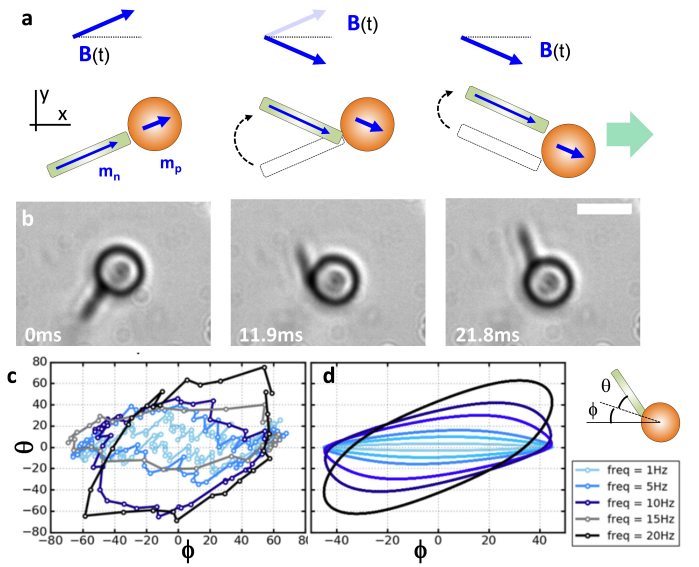 a
B(t)
B(t)
B(t)
y
x
m_n
m_p
b
0ms
11.9ms
21.8ms
c
80
60
40
20
0
−20
−40
−60
−80
θ
−80 −60 −40 −20 0 20 40 60 8
ϕ
d
80
−40 −20 0 20 40
ϕ
θ
ϕ
freq = 1Hz
freq = 5Hz
freq = 10Hz
freq = 15Hz
freq = 20Hz